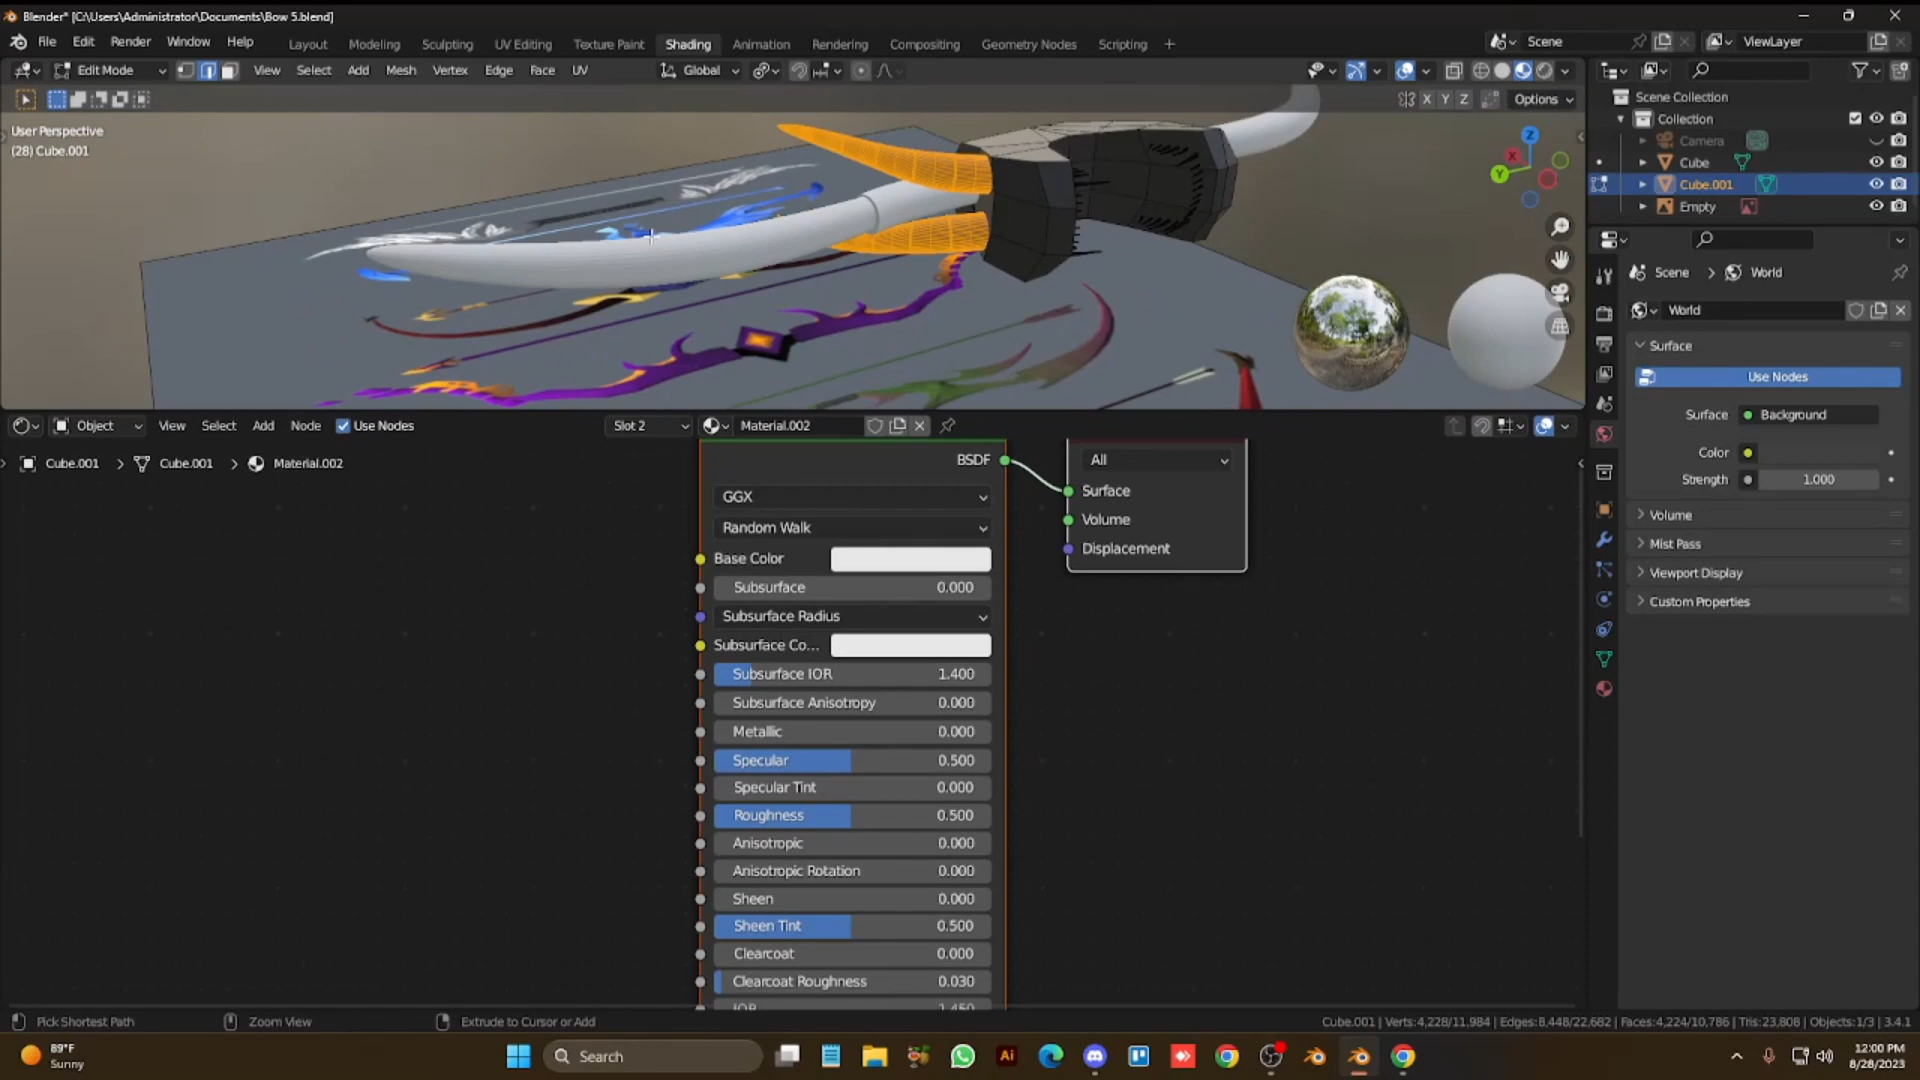 Blender* [C:\Users\Administrator\Documents\Bow 5.blend]
File Edit Render Window Help Layout Modeling Sculpting UV Editing Texture Paint Shading Animation Rendering Compositing Geometry Nodes Scripting + Scene ViewLayer
Edit Mode View Select Add Mesh Vertex Edge Face UV Global
X Y Z Options
User Perspective
(28) Cube.001
Z
X
Y
Scene Collection
Collection
Camera
Cube
Cube.001
Empty
Scene > World
World
Surface
Use Nodes
Surface Background
Color
Strength 1.000
Volume
Mist Pass
Viewport Display
Custom Properties
Object View Select Add Node Use Nodes Slot 2 Material.002
Cube.001 > Cube.001 > Material.002
BSDF
GGX
Random Walk
Base Color
Subsurface 0.000
Subsurface Radius
Subsurface Co...
Subsurface IOR 1.400
Subsurface Anisotropy 0.000
Metallic 0.000
Specular 0.500
Specular Tint 0.000
Roughness 0.500
Anisotropic 0.000
Anisotropic Rotation 0.000
Sheen 0.000
Sheen Tint 0.500
Clearcoat 0.000
Clearcoat Roughness 0.030
IOR 1.450
All
Surface
Volume
Displacement
Pick Shortest Path Zoom View Extrude to Cursor or Add Cube.001 | Verts:4,228/11,984 | Edges:8,448/22,682 | Faces:4,224/10,786 | Tris:23,808 | Objects:1/3 | 3.4.1
89°F
Sunny
Search
Ai
12:00 PM
8/28/2023